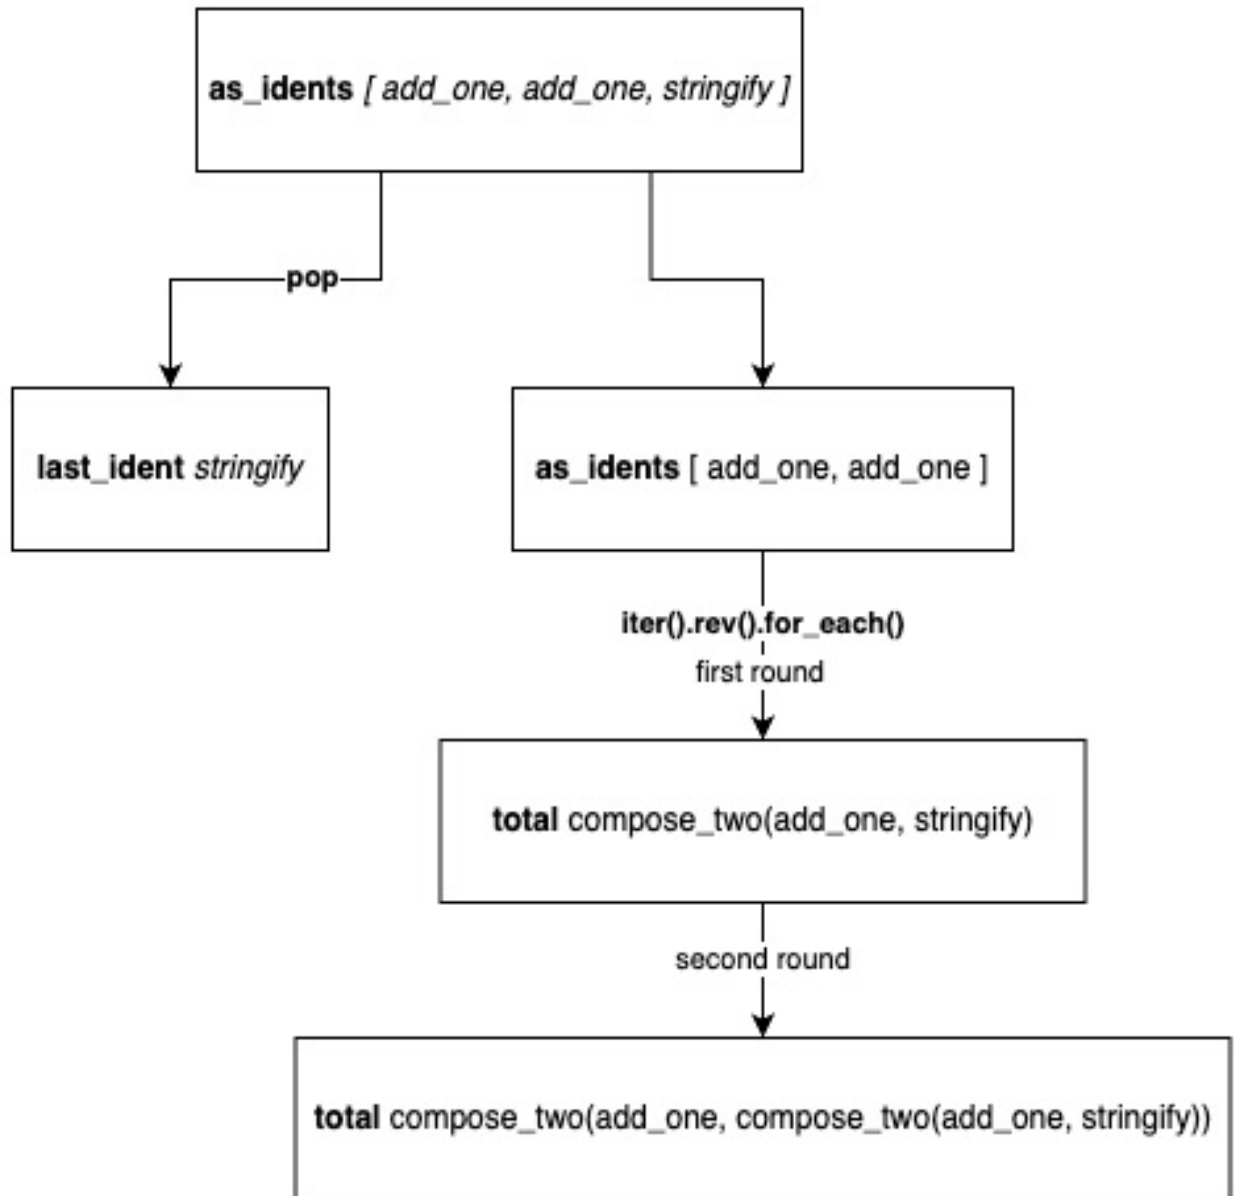 as_idents [ add_one, add_one, stringify ]
pop
last_ident stringify
as_idents [ add_one, add_one ]
iter().rev().for_each()
first round
total compose_two(add_one, stringify)
second round
total compose_two(add_one, compose_two(add_one, stringify))